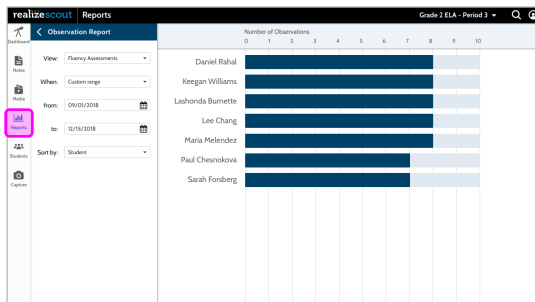 realizescout Reports Grade 2 ELA - Period 3
Dashboard
Notes
Media
Reports
Students
Capture
Observation Report
View: Fluency Assessments
When: Custom range
from: 09/01/2018
to: 12/15/2018
Sort by: Student
Number of Observations
0 1 2 3 4 5 6 7 8 9 10
Daniel Rahal
Keegan Williams
Lashonda Burnette
Lee Chang
Maria Melendez
Paul Chesnokova
Sarah Forsberg